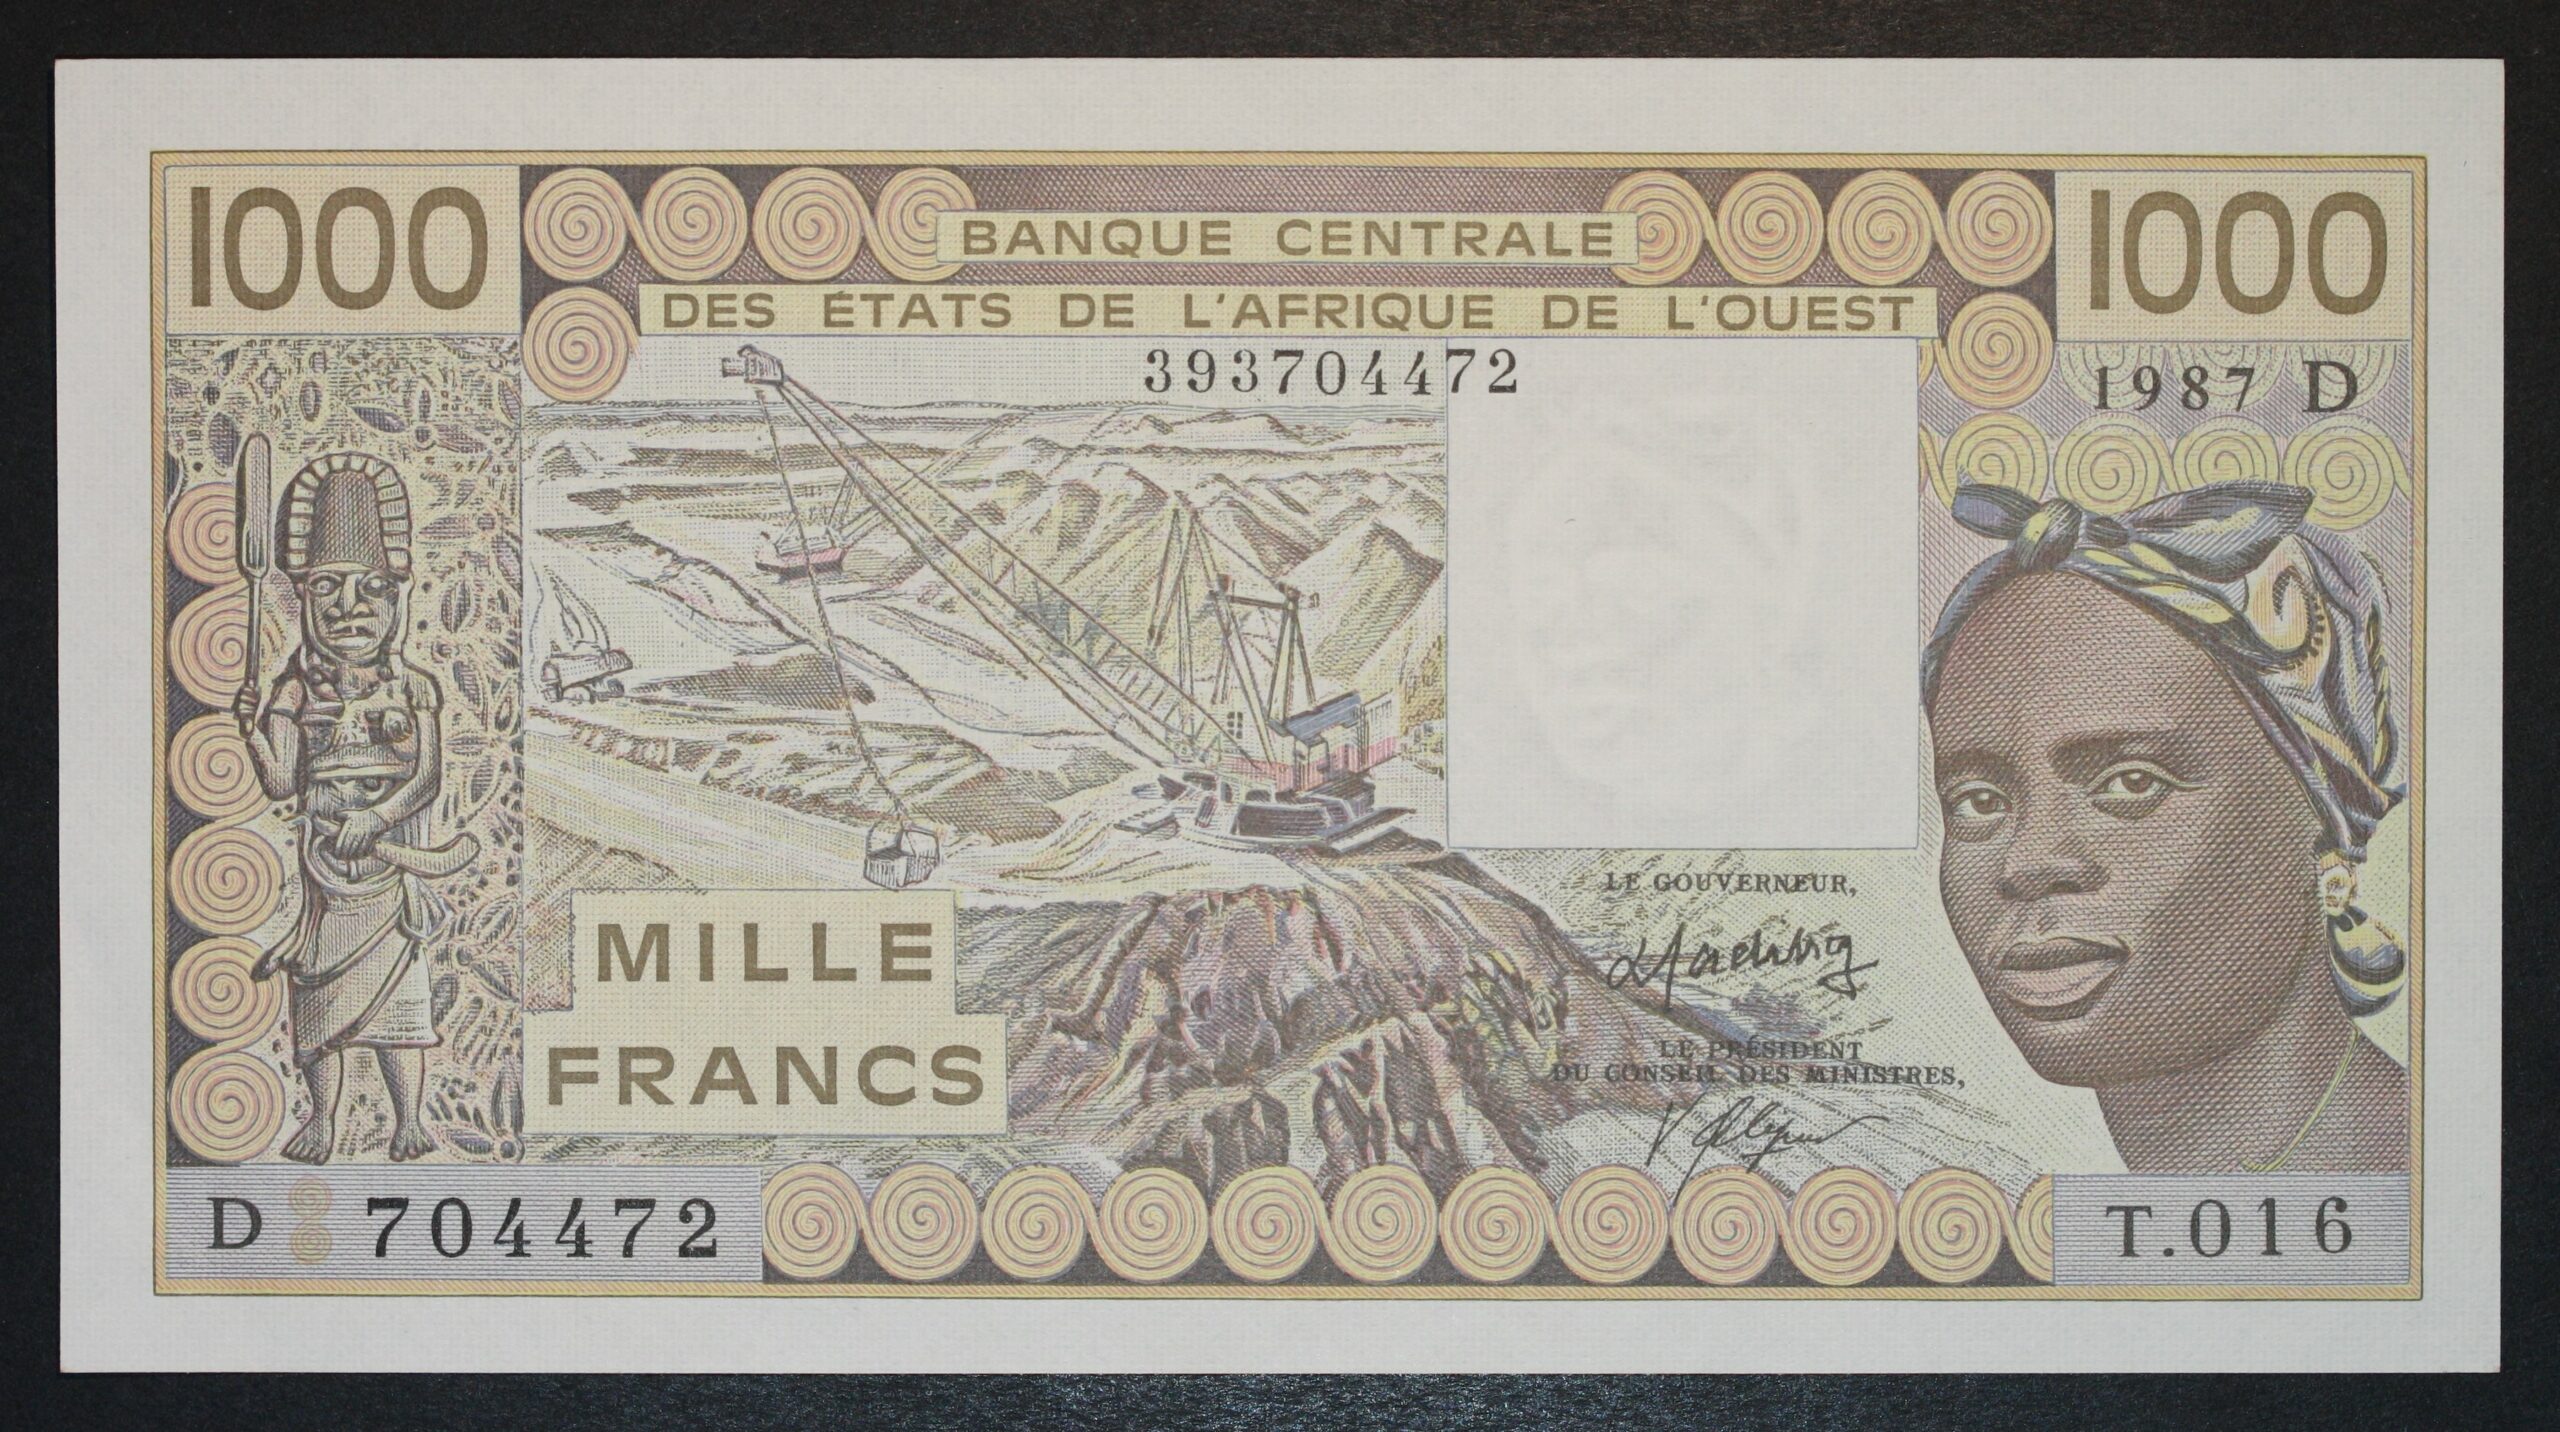 1000
BANQUE CENTRALE
1000
DES ÉTATS DE L'AFRIQUE DE L'OUEST
393704472
1987 D
LE GOUVERNEUR,
MILLE
FRANCS
LE PRÉSIDENT
DU CONSEIL DES MINISTRES,
D 704472
T.016